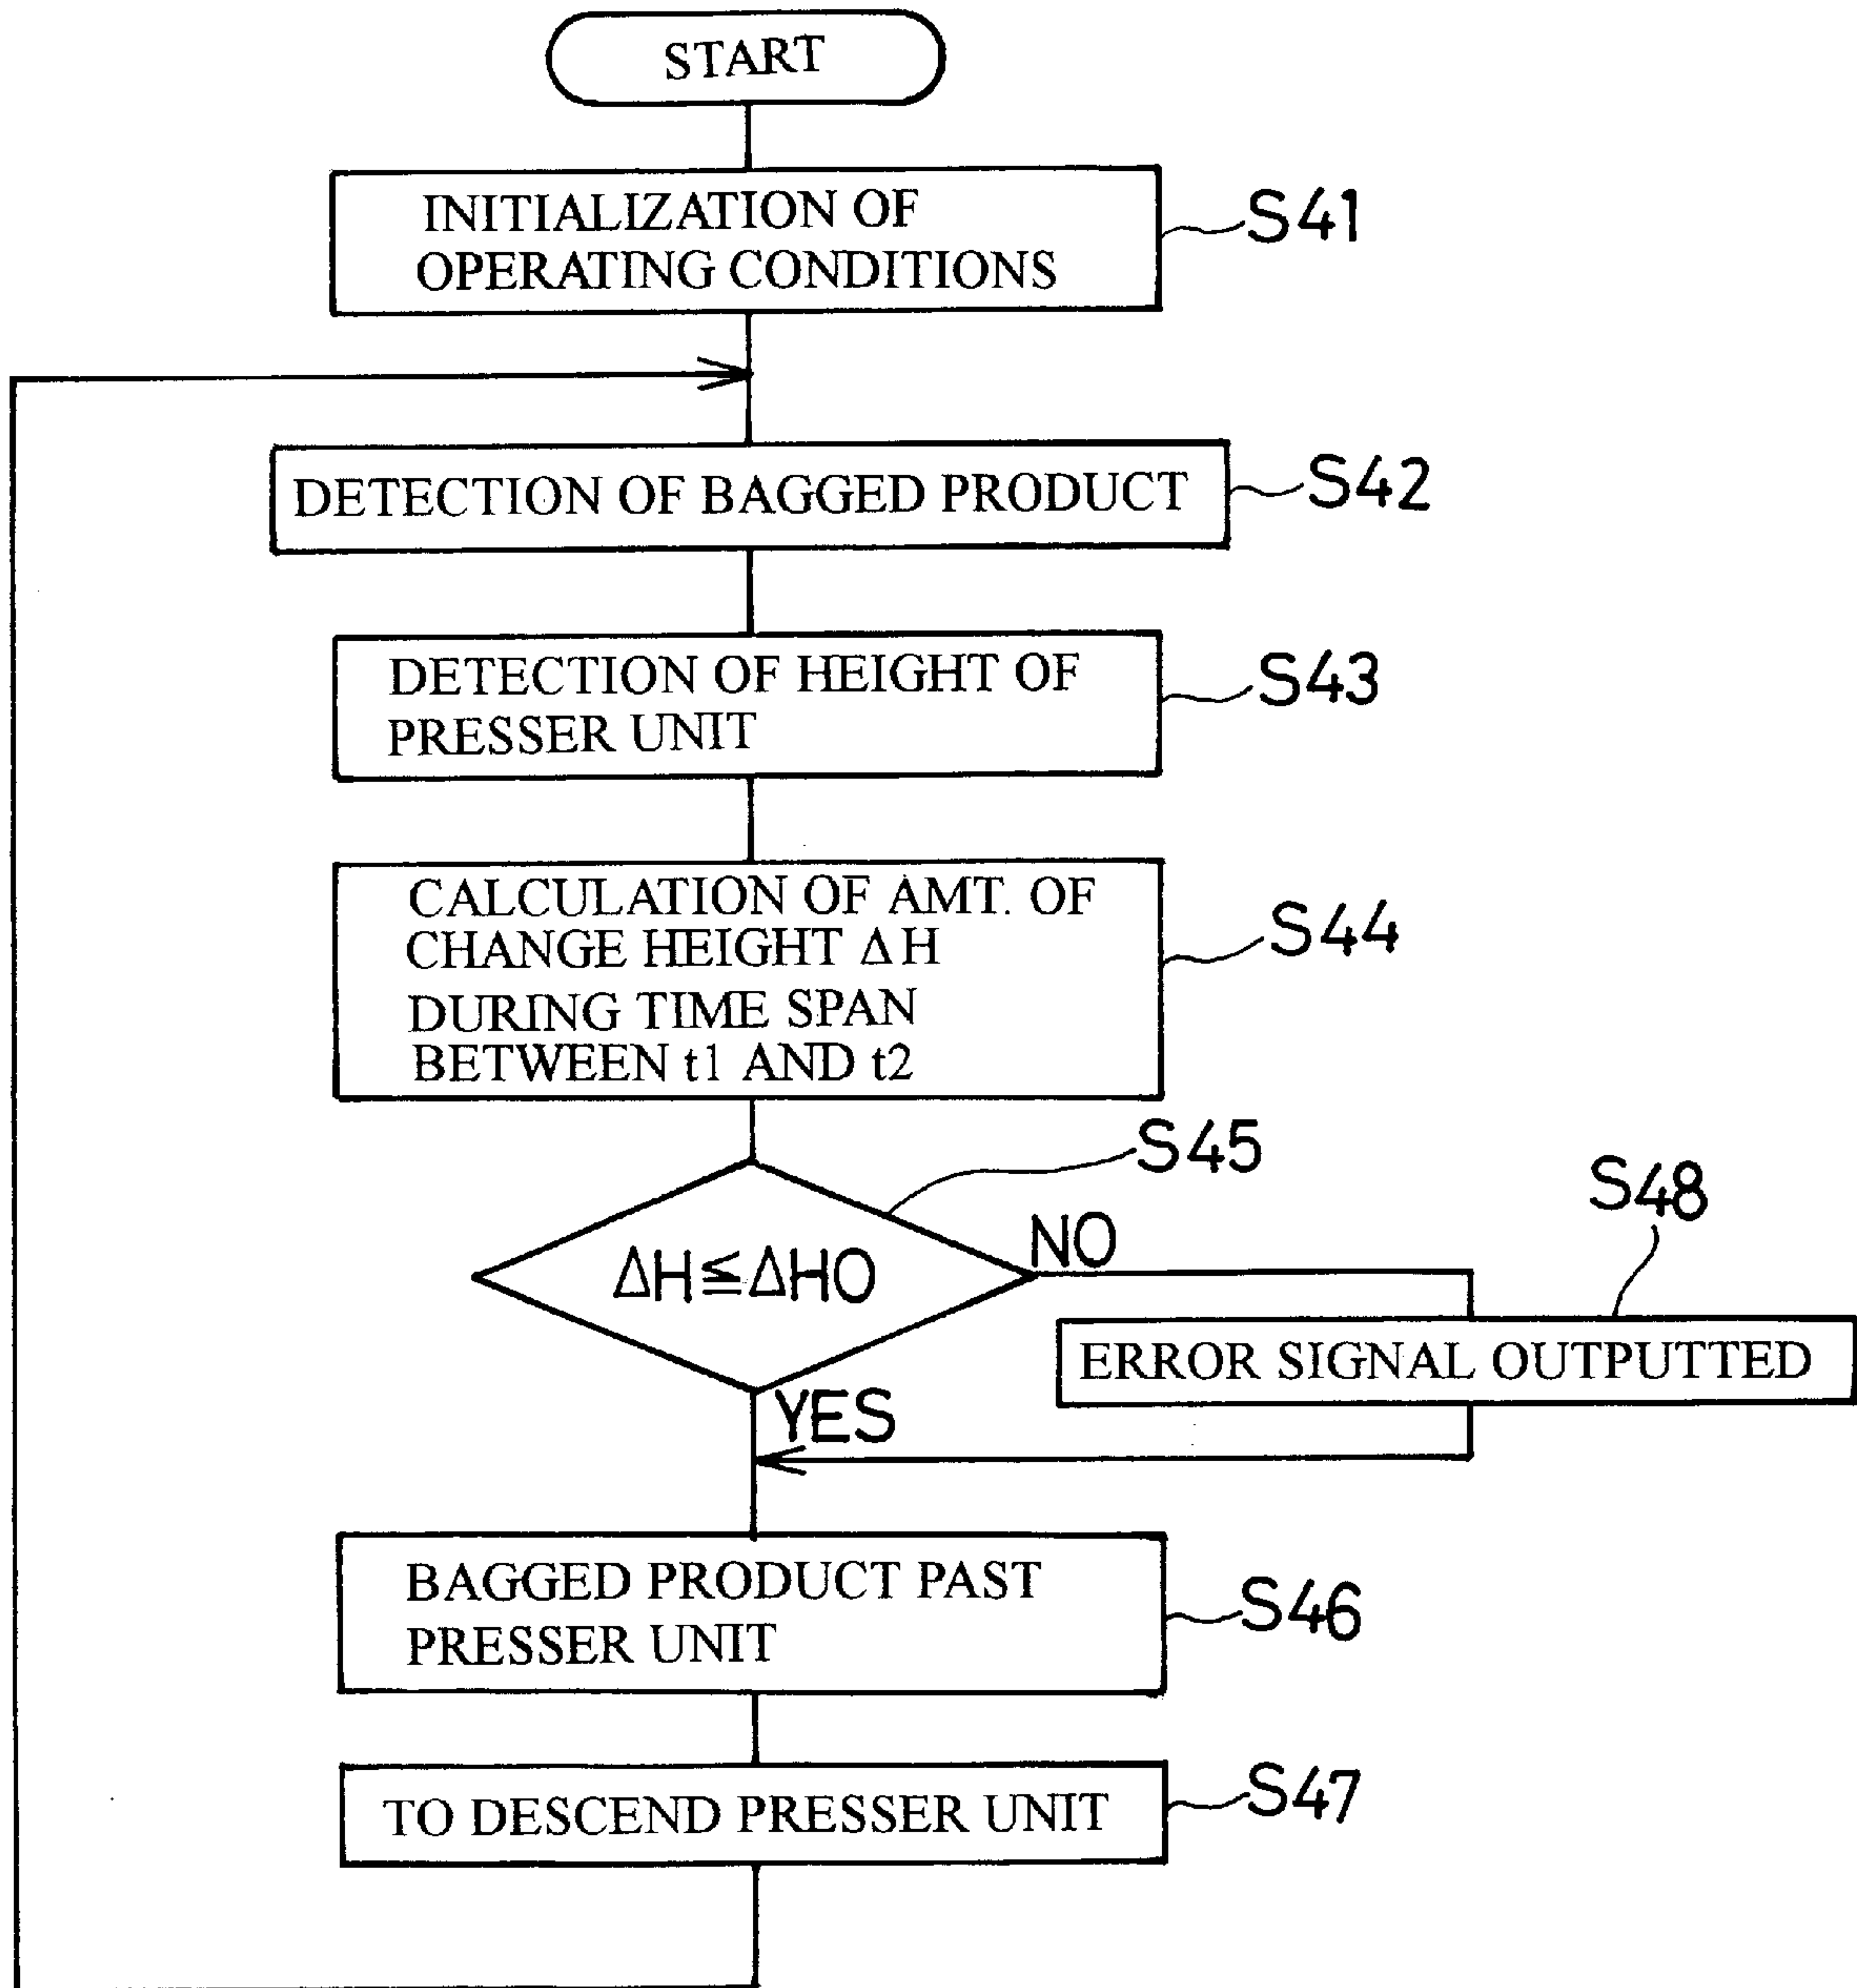 START
INITIALIZATION OF
OPERATING CONDITIONS
S41
DETECTION OF BAGGED PRODUCT
S42
DETECTION OF HEIGHT OF
PRESSER UNIT
S43
CALCULATION OF AMT. OF
CHANGE HEIGHT ΔH
DURING TIME SPAN
BETWEEN t1 AND t2
S44
S45
ΔH≦ΔHO
NO
S48
ERROR SIGNAL OUTPUTTED
YES
BAGGED PRODUCT PAST
PRESSER UNIT
S46
TO DESCEND PRESSER UNIT
S47